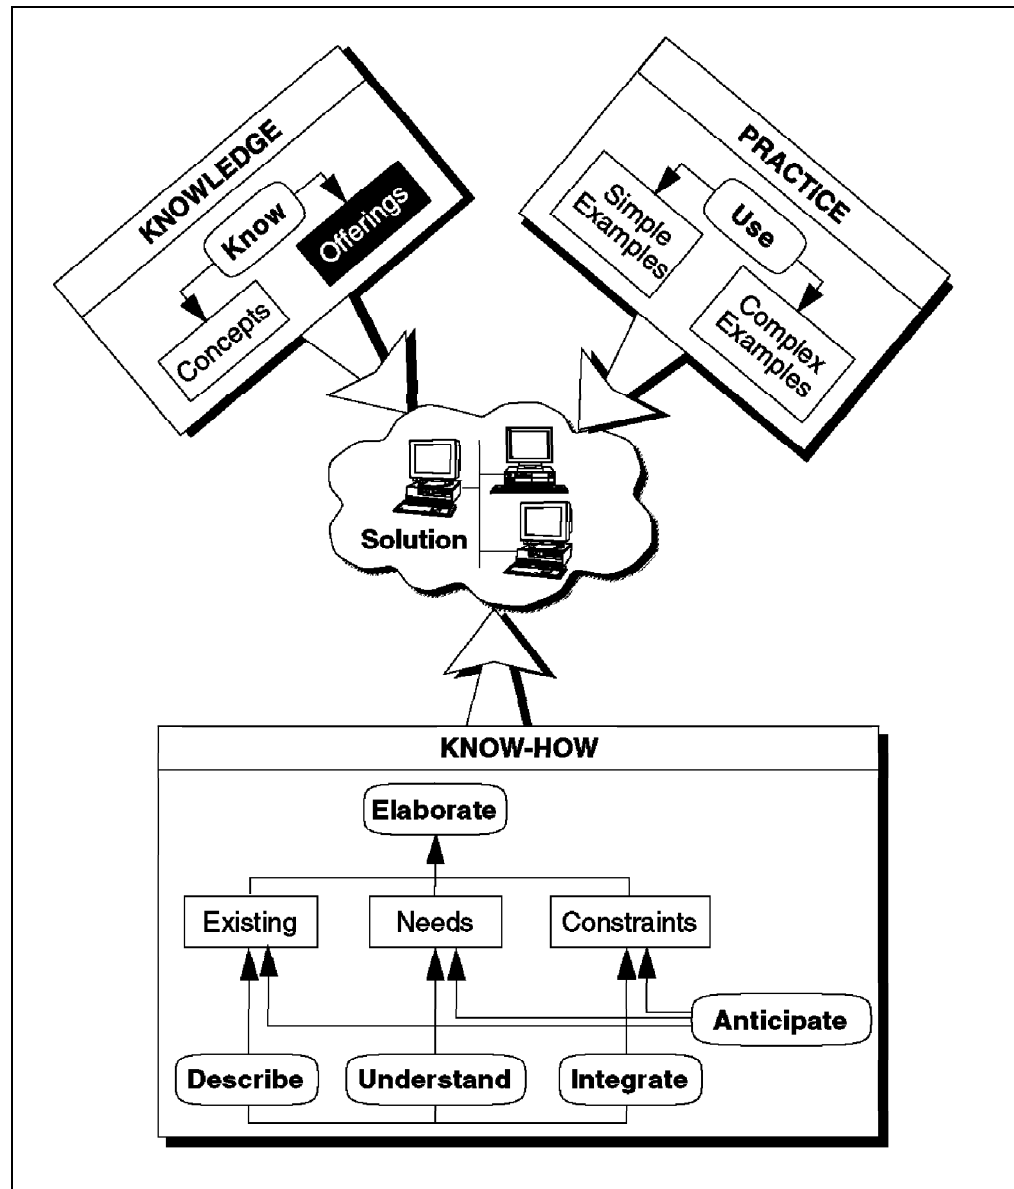 KNOWLEDGE
Know
Offerings
Concepts
PRACTICE
Simple
Examples
Use
Complex
Examples
Solution
KNOW-HOW
Elaborate
Existing
Needs
Constraints
Anticipate
Describe
Understand
Integrate